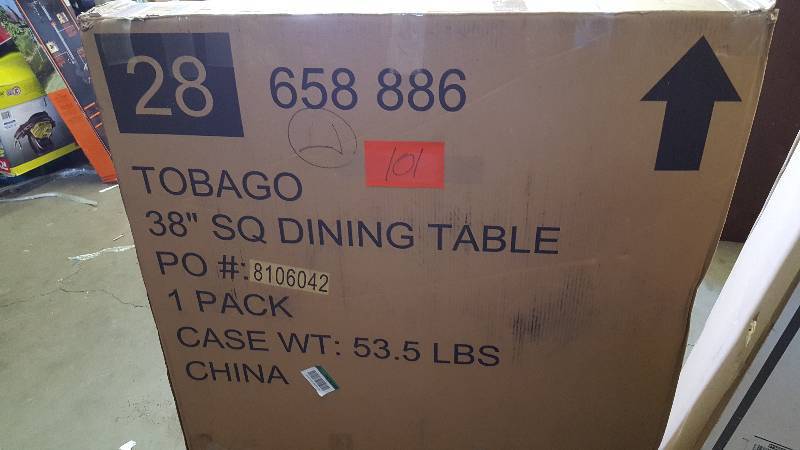 28
658 886
101
TOBAGO
38" SQ DINING TABLE
PO #: 8106042
1 PACK
CASE WT: 53.5 LBS
CHINA